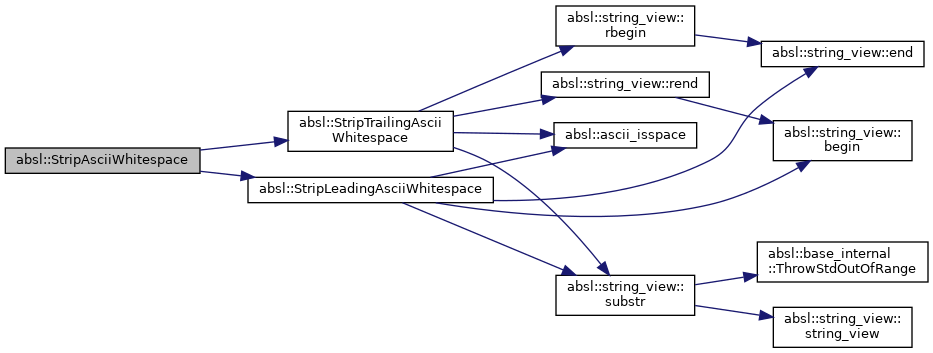 absl::string_view::
rbegin
absl::string_view::end
absl::string_view::rend
absl::StripTrailingAscii
Whitespace
absl::ascii_isspace
absl::string_view::
begin
absl::StripAsciiWhitespace
absl::StripLeadingAsciiWhitespace
absl::base_internal
::ThrowStdOutOfRange
absl::string_view::
substr
absl::string_view::
string_view